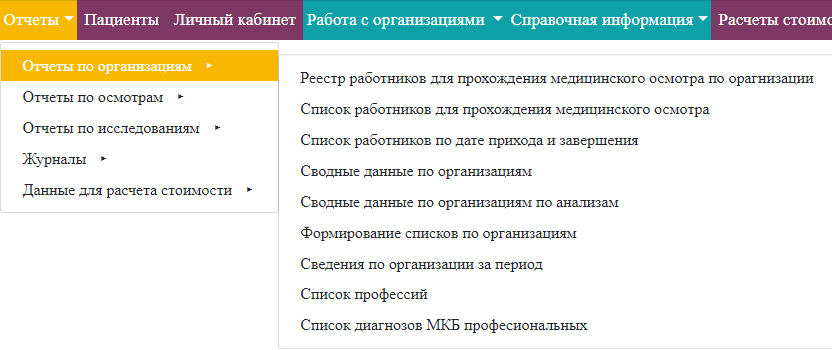 Отчеты Пациенты Личный кабинет Работа с организациями Справочная информация Расчеты стоимо
Отчеты по организациям
Отчеты по осмотрам
Отчеты по исследованиям
Журналы
Данные для расчета стоимости
Реестр работников для прохождения медицинского осмотра по орагнизации
Список работников для прохождения медицинского осмотра
Список работников по дате прихода и завершения
Сводные данные по организациям
Сводные данные по организациям по анализам
Формирование списков по организациям
Сведения по организации за период
Список профессий
Список диагнозов МКБ професиональных